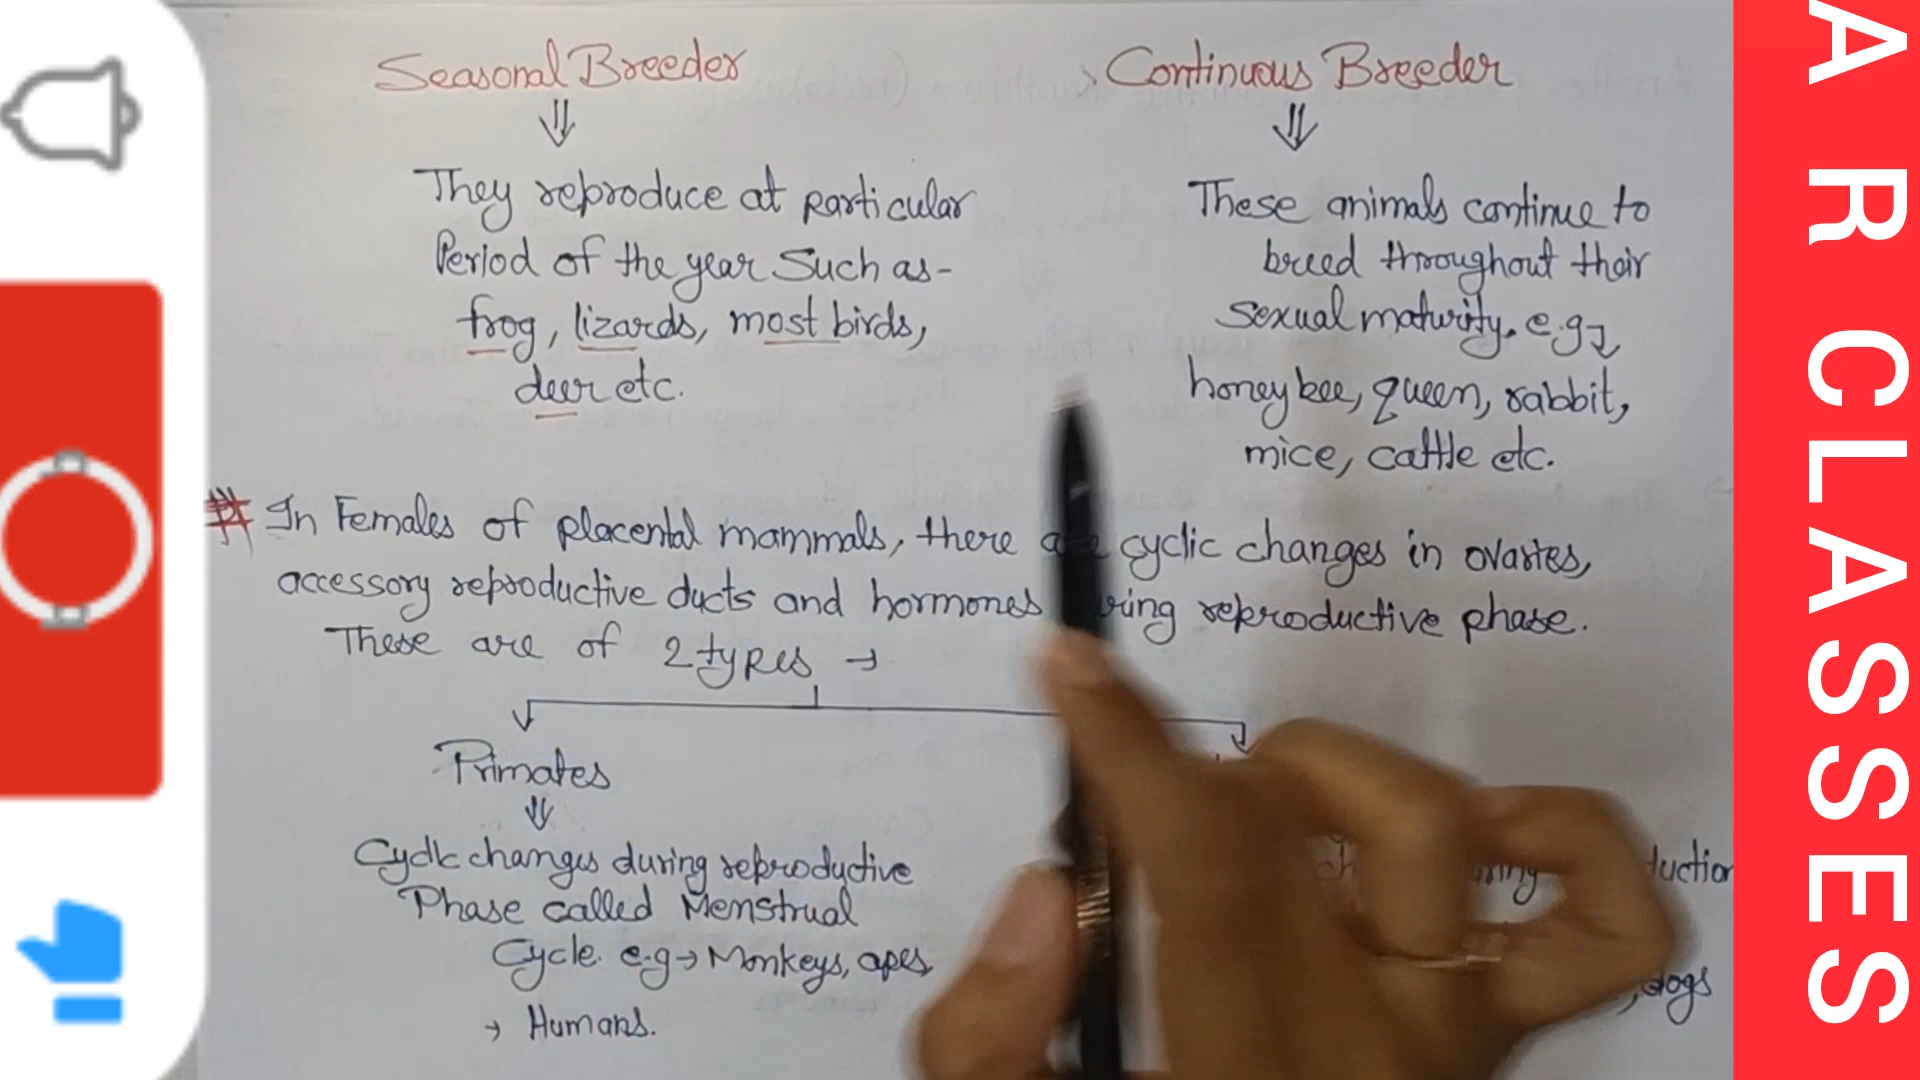 Seasonal Breeder
They reproduce at particular
Period of the year Such as-
frog, lizards, most birds,
deer etc.
Continuous Breeder
These animals continue to
breed throughout their
sexual maturity. e.g
honey bee, queen, rabbit,
mice, cattle etc.
# In Females of placental mammals, there cyclic changes in ovaries,
accessory reproductive ducts and hormones reproductive phase.
These are of 2 types →
Primates
Cyclic changes during reproductive
Phase called Menstrual
Cycle. e.g → Monkeys, apes
→ Humans.
, dogs
A R CLASSES